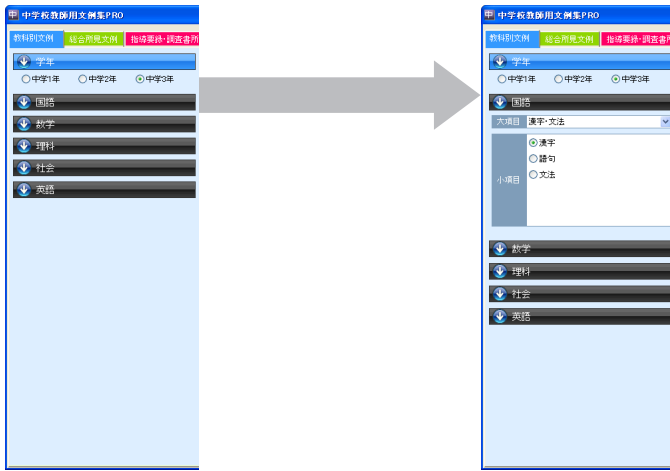 中学校教師用文例集PRO
教科別文例 総合所見文例 指導要録・調査書所
学年
中学1年 中学2年 中学3年
国語
数学
理科
社会
英語
中学校教師用文例集PRO
教科別文例 総合所見文例 指導要録・調査書所
学年
中学1年 中学2年 中学3年
国語
大項目 漢字・文法
小項目
漢字
語句
文法
数学
理科
社会
英語